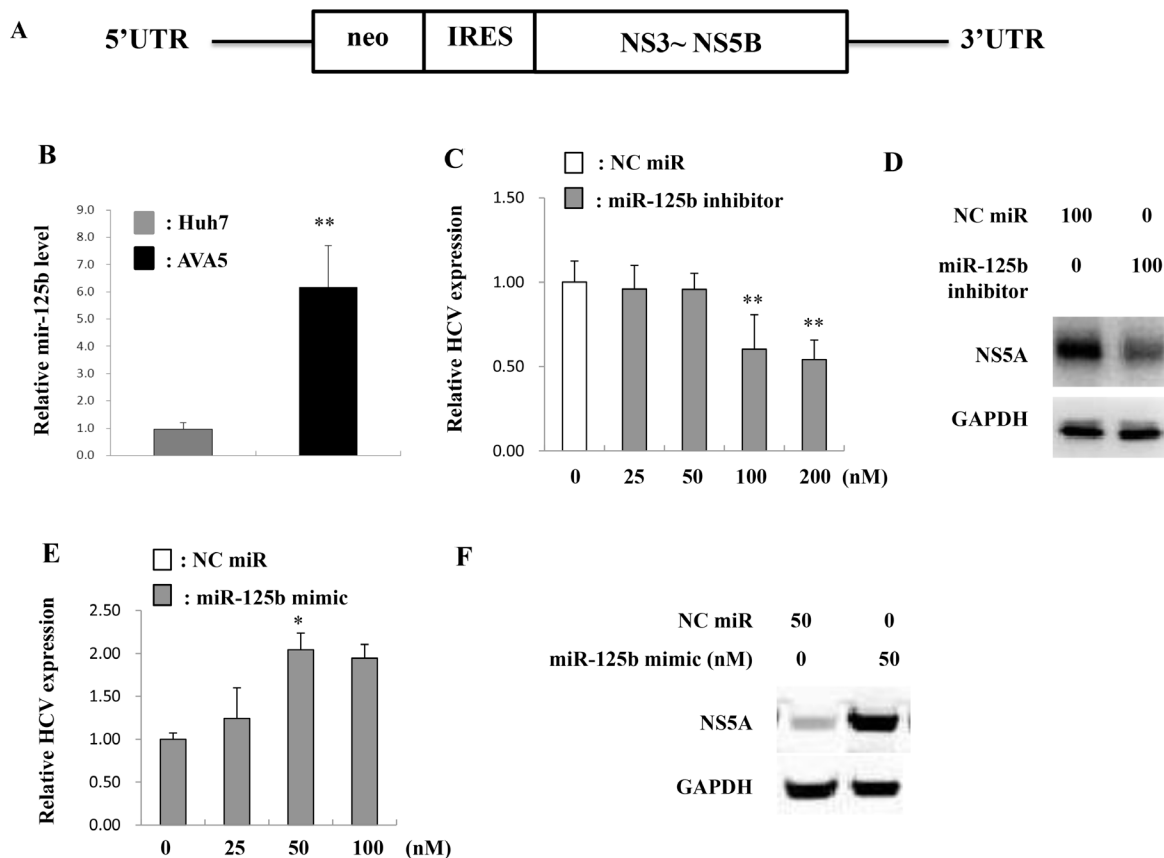 A
5’UTR
neo
IRES
NS3~ NS5B
3’UTR
B
Relative mir-125b level
9.0
8.0
7.0
6.0
5.0
4.0
3.0
2.0
1.0
0.0
: Huh7
: AVA5
**
C
: NC miR
: miR-125b inhibitor
Relative HCV expression
1.50
1.00
0.50
0.00
**
**
0 25 50 100 200 (nM)
D
NC miR 100 0
miR-125b 0 100
inhibitor
NS5A
GAPDH
E
: NC miR
: miR-125b mimic
Relative HCV expression
2.50
2.00
1.50
1.00
0.50
0.00
*
0 25 50 100 (nM)
F
NC miR 50 0
miR-125b mimic (nM) 0 50
NS5A
GAPDH